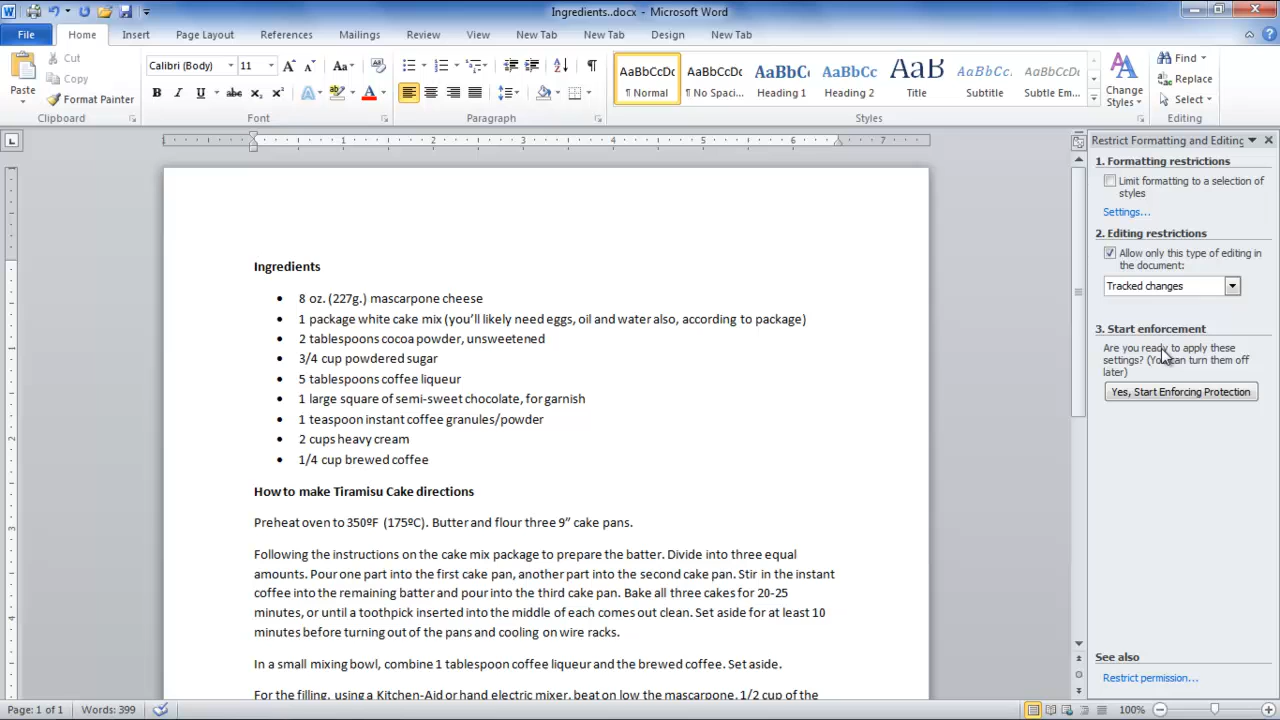 Ingredients..docx - Microsoft Word
File Home Insert Page Layout References Mailings Review View New Tab New Tab Design New Tab
Paste
Cut
Copy
Format Painter
Clipboard
Calibri (Body) 11
Font
Paragraph
AaBbCcDc AaBbCcDc AaBbC AaBbCc AaB AaBbCcD AaBbCcDc
¶ Normal ¶ No Spaci... Heading 1 Heading 2 Title Subtitle Subtle Em...
Change
Styles
Styles
Find
Replace
Select
Editing
1 2 3 4 5 6 7
Ingredients
• 8 oz. (227g.) mascarpone cheese
• 1 package white cake mix (you’ll likely need eggs, oil and water also, according to package)
• 2 tablespoons cocoa powder, unsweetened
• 3/4 cup powdered sugar
• 5 tablespoons coffee liqueur
• 1 large square of semi-sweet chocolate, for garnish
• 1 teaspoon instant coffee granules/powder
• 2 cups heavy cream
• 1/4 cup brewed coffee
How to make Tiramisu Cake directions
Preheat oven to 350ºF (175ºC). Butter and flour three 9” cake pans.
Following the instructions on the cake mix package to prepare the batter. Divide into three equal
amounts. Pour one part into the first cake pan, another part into the second cake pan. Stir in the instant
coffee into the remaining batter and pour into the third cake pan. Bake all three cakes for 20-25
minutes, or until a toothpick inserted into the middle of each comes out clean. Set aside for at least 10
minutes before turning out of the pans and cooling on wire racks.
In a small mixing bowl, combine 1 tablespoon coffee liqueur and the brewed coffee. Set aside.
For the filling, using a Kitchen-Aid or hand electric mixer, beat on low the mascarpone, 1/2 cup of the
Restrict Formatting and Editing
1. Formatting restrictions
Limit formatting to a selection of
styles
Settings...
2. Editing restrictions
Allow only this type of editing in
the document:
Tracked changes
3. Start enforcement
Are you ready to apply these
settings? (You can turn them off
later)
Yes, Start Enforcing Protection
See also
Restrict permission...
Page: 1 of 1 Words: 399 100%